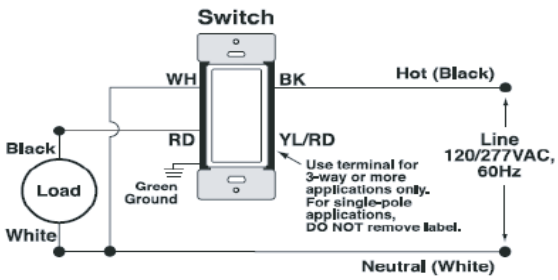 Switch
WH
BK
Hot (Black)
Black
RD
YL/RD
Line
120/277VAC,
60Hz
Load
Green
Ground
Use terminal for
3-way or more
applications only.
For single-pole
applications,
DO NOT remove label.
White
Neutral (White)